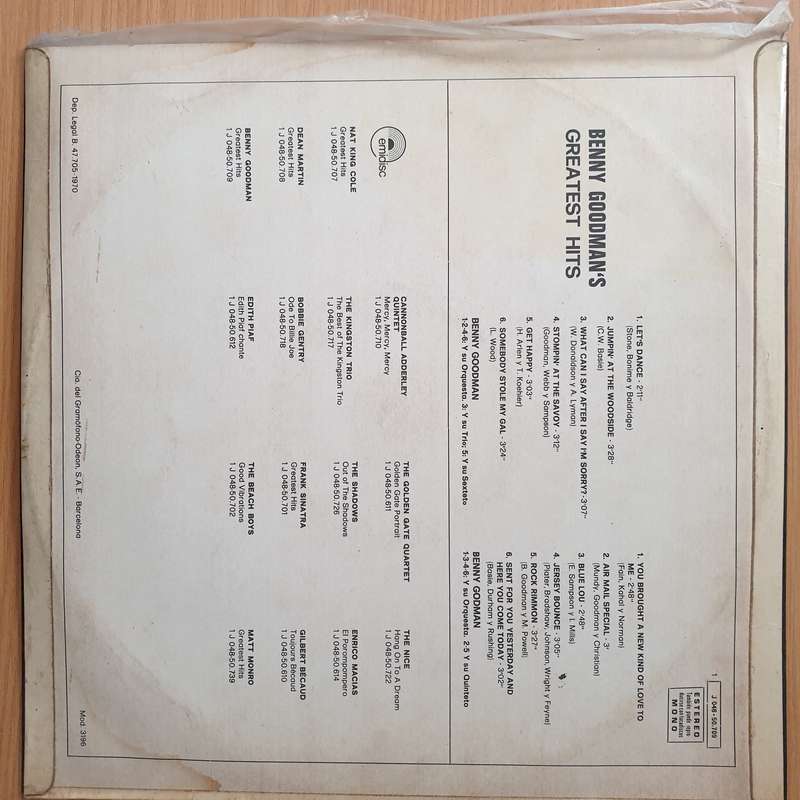 BENNY GOODMAN'S
GREATEST HITS
1 J 048-50.709
ESTEREO
También puede oírse
MONO
1. LET'S DANCE - 2'11"
(Stone, Bonime y Baldridge)
2. JUMPIN' AT THE WOODSIDE - 3'28"
(C.W. Basie)
3. WHAT CAN I SAY AFTER I SAY I'M SORRY? - 3'07"
(W. Donaldson y A. Lyman)
4. STOMPIN' AT THE SAVOY - 3'12"
(Goodman, Webb y Sampson)
5. GET HAPPY - 3'03"
(H. Arlen y T. Koehler)
6. SOMEBODY STOLE MY GAL - 3'24"
(L. Wood)
BENNY GOODMAN
1-2-4-6: Y su Orquesta. 3: Y su Trio; 5: Y su Sexteto
1. YOU BROUGHT A NEW KIND OF LOVE TO
ME - 2'48"
(Fain, Kahal y Norman)
2. AIR MAIL SPECIAL - 3'
(Mundy, Goodman y Christian)
3. BLUE LOU - 2'48"
(E. Sampson y I. Mills)
4. JERSEY BOUNCE - 3'05"
(Plater, Bradshaw, Johnson, Wright y Feyne)
5. ROCK RIMMON - 3'27"
(B. Goodman y M. Powell)
6. SENT FOR YOU YESTERDAY AND
HERE YOU COME TODAY - 3'02"
(Basie, Durham y Rushing)
BENNY GODMAN
1-3-4-6: Y su Orquesta. 2-5 Y su Quinteto
emidisc
CANNONBALL ADDERLEY
QUINTET
Mercy, Mercy, Mercy
1 J 048-50.710
THE GOLDEN GATE QUARTET
Golden Gate Portrait
1 J 048-50.611
THE NICE
Hang On To A Dream
1 J 048-50.722
NAT KING COLE
Greatest Hits
1 J 048-50.707
THE KINGSTON TRIO
The Best of The Kingston Trio
1 J 048-50.717
THE SHADOWS
Out of The Shadows
1 J 048-50.726
ENRICO MACIAS
El Porompompero
1 J 048-50.614
DEAN MARTIN
Greatest Hits
1 J 048-50.708
BOBBIE GENTRY
Ode To Billie Joe
1 J 048-50.718
FRANK SINATRA
Greatest Hits
1 J 048-50.701
GILBERT BÉCAUD
Toujours Bécaud
1 J 048-50.610
BENNY GOODMAN
Greatest Hits
1 J 048-50.709
EDITH PIAF
Edith Piaf chante
1 J 048-50.612
THE BEACH BOYS
Good Vibrations
1 J 048-50.702
MATT MONRO
Greatest Hits
1 J 048-50.739
Dep. Legal B. 47.705-1970
Cia. del Gramófono-Odeon, S.A.E. - Barcelona
Mod. 3196